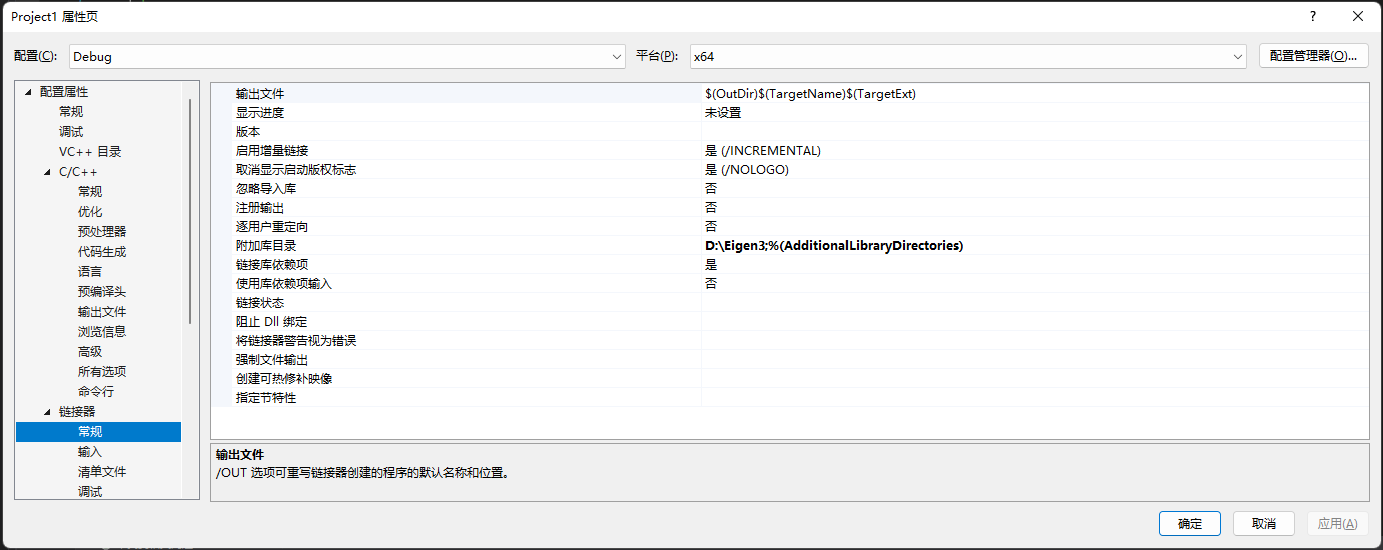 Project1 属性页
配置(C): Debug 平台(P): x64 配置管理器(O)...
配置属性
常规
调试
VC++ 目录
C/C++
常规
优化
预处理器
代码生成
语言
预编译头
输出文件
浏览信息
高级
所有选项
命令行
链接器
常规
输入
清单文件
调试
输出文件 $(OutDir)$(TargetName)$(TargetExt)
显示进度 未设置
版本
启用增量链接 是 (/INCREMENTAL)
取消显示启动版权标志 是 (/NOLOGO)
忽略导入库 否
注册输出 否
逐用户重定向 否
附加库目录 D:\Eigen3;%(AdditionalLibraryDirectories)
链接库依赖项 是
使用库依赖项输入 否
链接状态
阻止 Dll 绑定
将链接器警告视为错误
强制文件输出
创建可热修补映像
指定节特性
输出文件
/OUT 选项可重写链接器创建的程序的默认名称和位置。
确定 取消 应用(A)